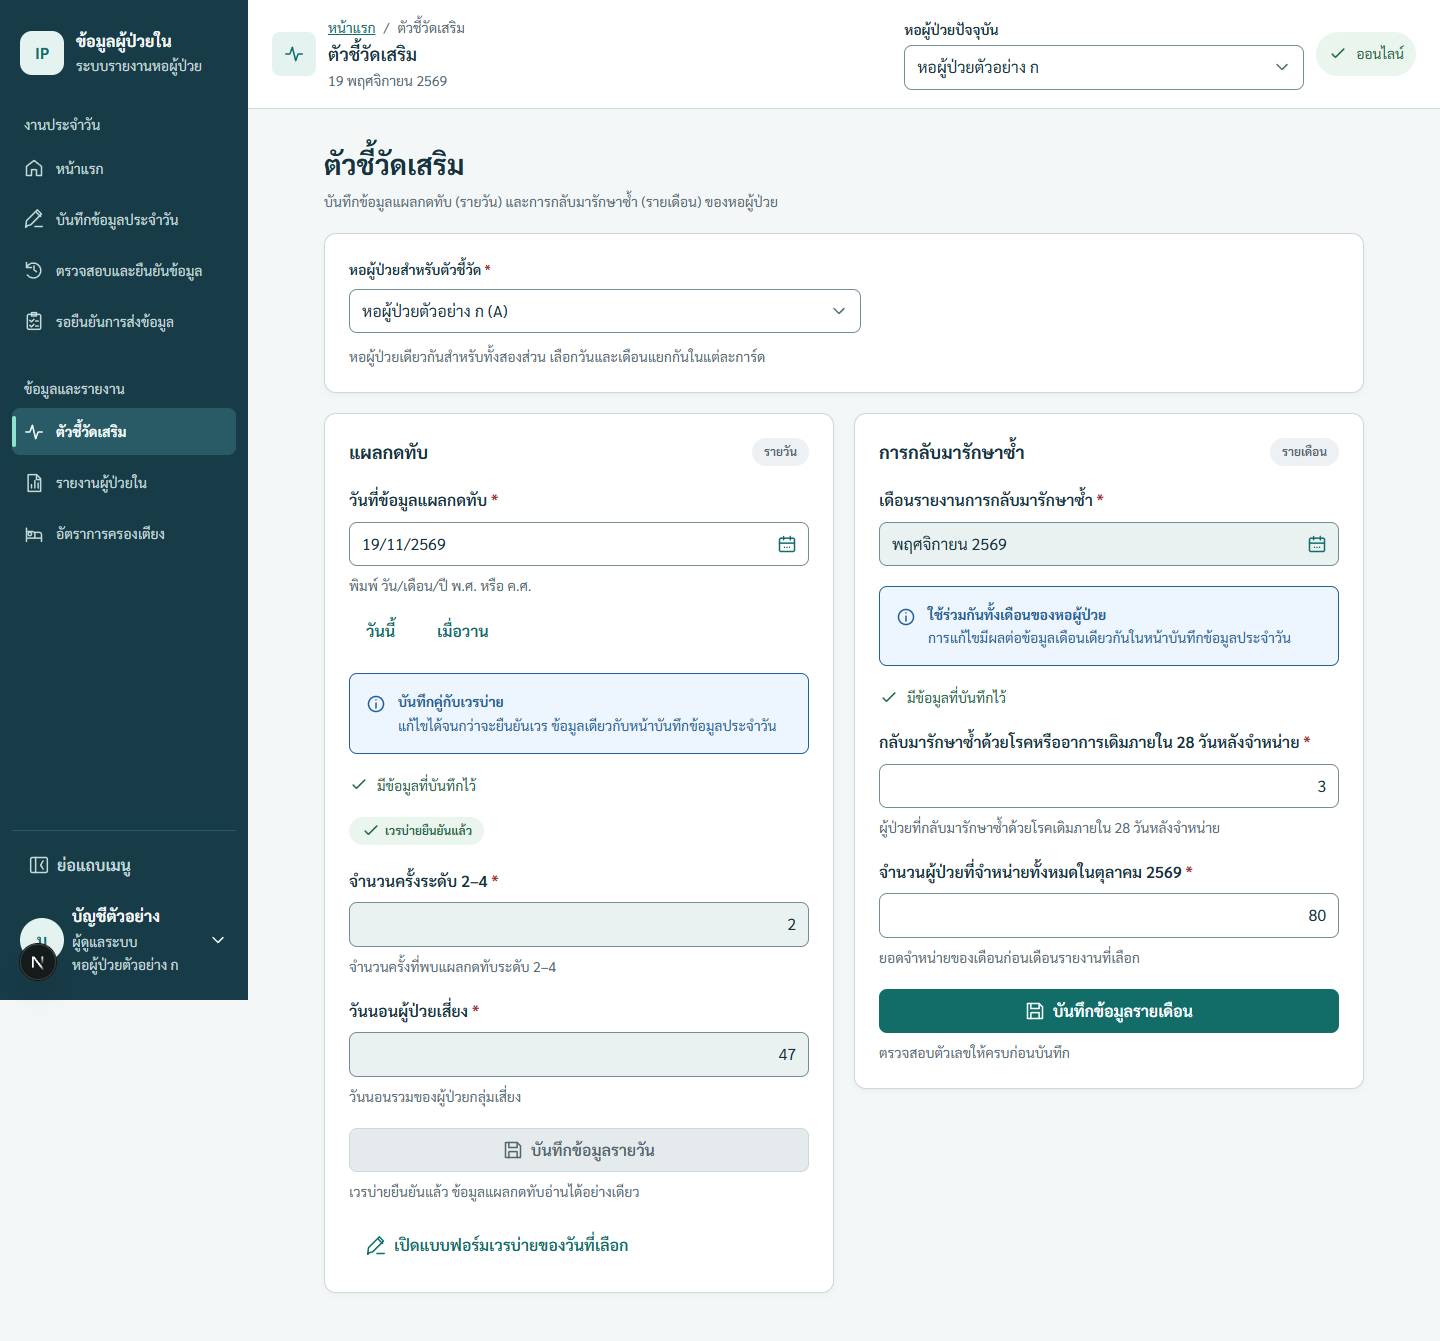 IP
ข้อมูลผู้ป่วยใน
ระบบรายงานหอผู้ป่วย
งานประจำวัน
หน้าแรก
บันทึกข้อมูลประจำวัน
ตรวจสอบและยืนยันข้อมูล
รอยืนยันการส่งข้อมูล
ข้อมูลและรายงาน
ตัวชี้วัดเสริม
รายงานผู้ป่วยใน
อัตราการครองเตียง
ย่อแถบเมนู
บัญชีตัวอย่าง
ผู้ดูแลระบบ
หอผู้ป่วยตัวอย่าง ก
N
หน้าแรก / ตัวชี้วัดเสริม
ตัวชี้วัดเสริม
19 พฤศจิกายน 2569
หอผู้ป่วยปัจจุบัน
หอผู้ป่วยตัวอย่าง ก
ออนไลน์
ตัวชี้วัดเสริม
บันทึกข้อมูลแผลกดทับ (รายวัน) และการกลับมารักษาซ้ำ (รายเดือน) ของหอผู้ป่วย
หอผู้ป่วยสำหรับตัวชี้วัด *
หอผู้ป่วยตัวอย่าง ก (A)
หอผู้ป่วยเดียวกันสำหรับทั้งสองส่วน เลือกวันและเดือนแยกกันในแต่ละการ์ด
แผลกดทับ
รายวัน
วันที่ข้อมูลแผลกดทับ *
19/11/2569
พิมพ์ วัน/เดือน/ปี พ.ศ. หรือ ค.ศ.
วันนี้ เมื่อวาน
บันทึกคู่กับเวรบ่าย
แก้ไขได้จนกว่าจะยืนยันเวร ข้อมูลเดียวกับหน้าบันทึกข้อมูลประจำวัน
มีข้อมูลที่บันทึกไว้
เวรบ่ายยืนยันแล้ว
จำนวนครั้งระดับ 2–4 *
2
จำนวนครั้งที่พบแผลกดทับระดับ 2–4
วันนอนผู้ป่วยเสี่ยง *
47
วันนอนรวมของผู้ป่วยกลุ่มเสี่ยง
บันทึกข้อมูลรายวัน
เวรบ่ายยืนยันแล้ว ข้อมูลแผลกดทับอ่านได้อย่างเดียว
เปิดแบบฟอร์มเวรบ่ายของวันที่เลือก
การกลับมารักษาซ้ำ
รายเดือน
เดือนรายงานการกลับมารักษาซ้ำ *
พฤศจิกายน 2569
ใช้ร่วมกันทั้งเดือนของหอผู้ป่วย
การแก้ไขมีผลต่อข้อมูลเดือนเดียวกันในหน้าบันทึกข้อมูลประจำวัน
มีข้อมูลที่บันทึกไว้
กลับมารักษาซ้ำด้วยโรคหรืออาการเดิมภายใน 28 วันหลังจำหน่าย *
3
ผู้ป่วยที่กลับมารักษาซ้ำด้วยโรคเดิมภายใน 28 วันหลังจำหน่าย
จำนวนผู้ป่วยที่จำหน่ายทั้งหมดในตุลาคม 2569 *
80
ยอดจำหน่ายของเดือนก่อนเดือนรายงานที่เลือก
บันทึกข้อมูลรายเดือน
ตรวจสอบตัวเลขให้ครบก่อนบันทึก